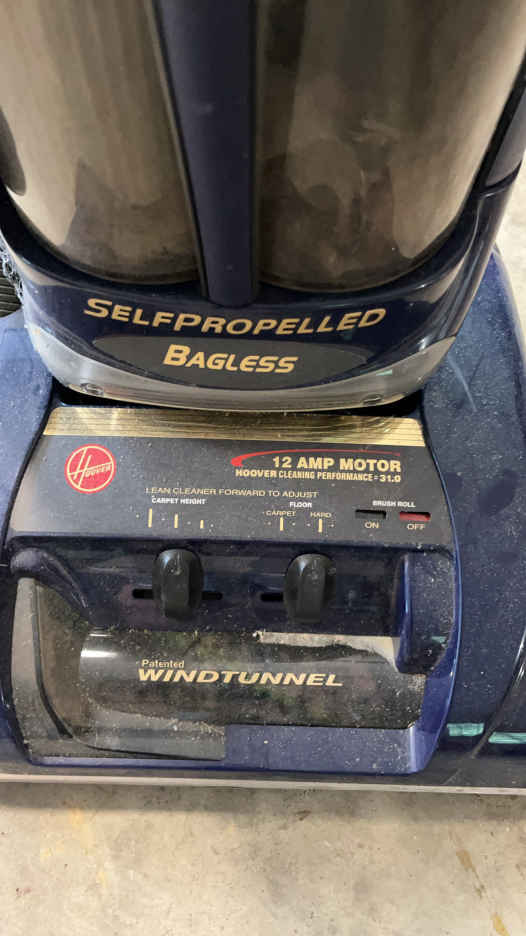 SELFPROPELLED
BAGLESS
HOOVER
12 AMP MOTOR
HOOVER CLEANING PERFORMANCE = 31.0
LEAN CLEANER FORWARD TO ADJUST
CARPET HEIGHT
FLOOR
CARPET HARD
BRUSH ROLL
ON OFF
Patented
WINDTUNNEL